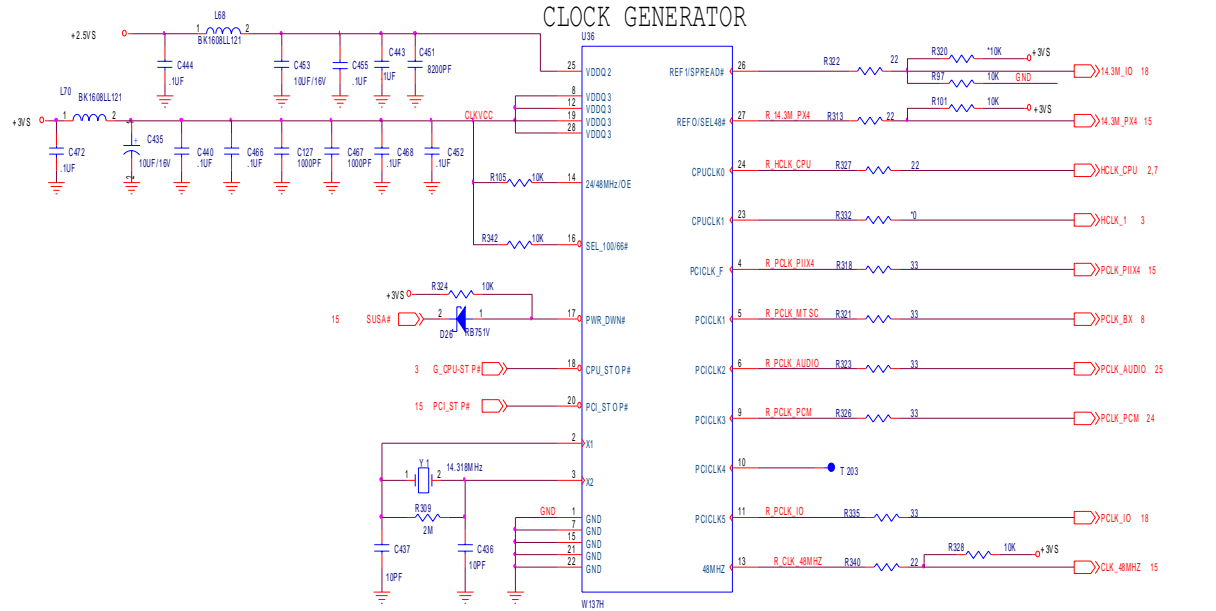 CLOCK GENERATOR
L68
+2.5VS
1
2
BK1608LL121
C444
.1UF
C453
10UF/16V
C455
.1UF
C443
.1UF
C451
8200PF
L70
BK1608LL121
+3VS
1
2
CLKVCC
C472
.1UF
C435
+
10UF/16V
2
C440
.1UF
C466
.1UF
C127
1000PF
C467
1000PF
C468
.1UF
C452
.1UF
R105
10K
R342
10K
R324
10K
+3VS
15
SUSA#
2
1
D26
RB751V
3
G_CPU-STP#
15
PCI_STP#
Y1
1
2
14.318MHz
R309
2M
C437
10PF
C436
10PF
GND
U36
25
VDDQ2
8
VDDQ3
12
VDDQ3
19
VDDQ3
28
VDDQ3
14
24/48MHz/OE
16
SEL_100/66#
17
PWR_DWN#
18
CPU_STOP#
20
PCI_STOP#
2
X1
3
X2
1
GND
7
GND
15
GND
21
GND
22
GND
W137H
REF1/SPREAD#
26
R322
22
R320
*10K
+3VS
R97
10K
GND
14.3M_IO
18
REFO/SEL48#
27
R_14.3M_PX4
R313
22
R101
10K
+3VS
14.3M_PX4
15
CPUCLK0
24
R_HCLK_CPU
R327
22
HCLK_CPU
2,7
CPUCLK1
23
R332
*0
HCLK_1
3
PCICLK_F
4
R_PCLK_PIIX4
R318
33
PCLK_PIIX4
15
PCICLK1
5
R_PCLK_MTSC
R321
33
PCLK_BX
8
PCICLK2
6
R_PCLK_AUDIO
R323
33
PCLK_AUDIO
25
PCICLK3
9
R_PCLK_PCM
R326
33
PCLK_PCM
24
PCICLK4
10
T203
PCICLK5
11
R_PCLK_IO
R335
33
PCLK_IO
18
48MHZ
13
R_CLK_48MHZ
R340
22
R328
10K
+3VS
CLK_48MHZ
15